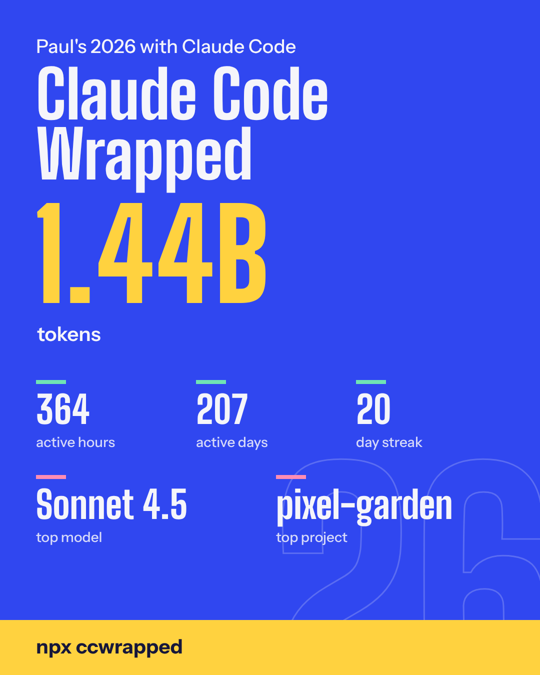 Paul's 2026 with Claude Code
Claude Code
Wrapped
1.44B
tokens
364
active hours
207
active days
20
day streak
Sonnet 4.5
top model
pixel-garden
top project
26
npx ccwrapped